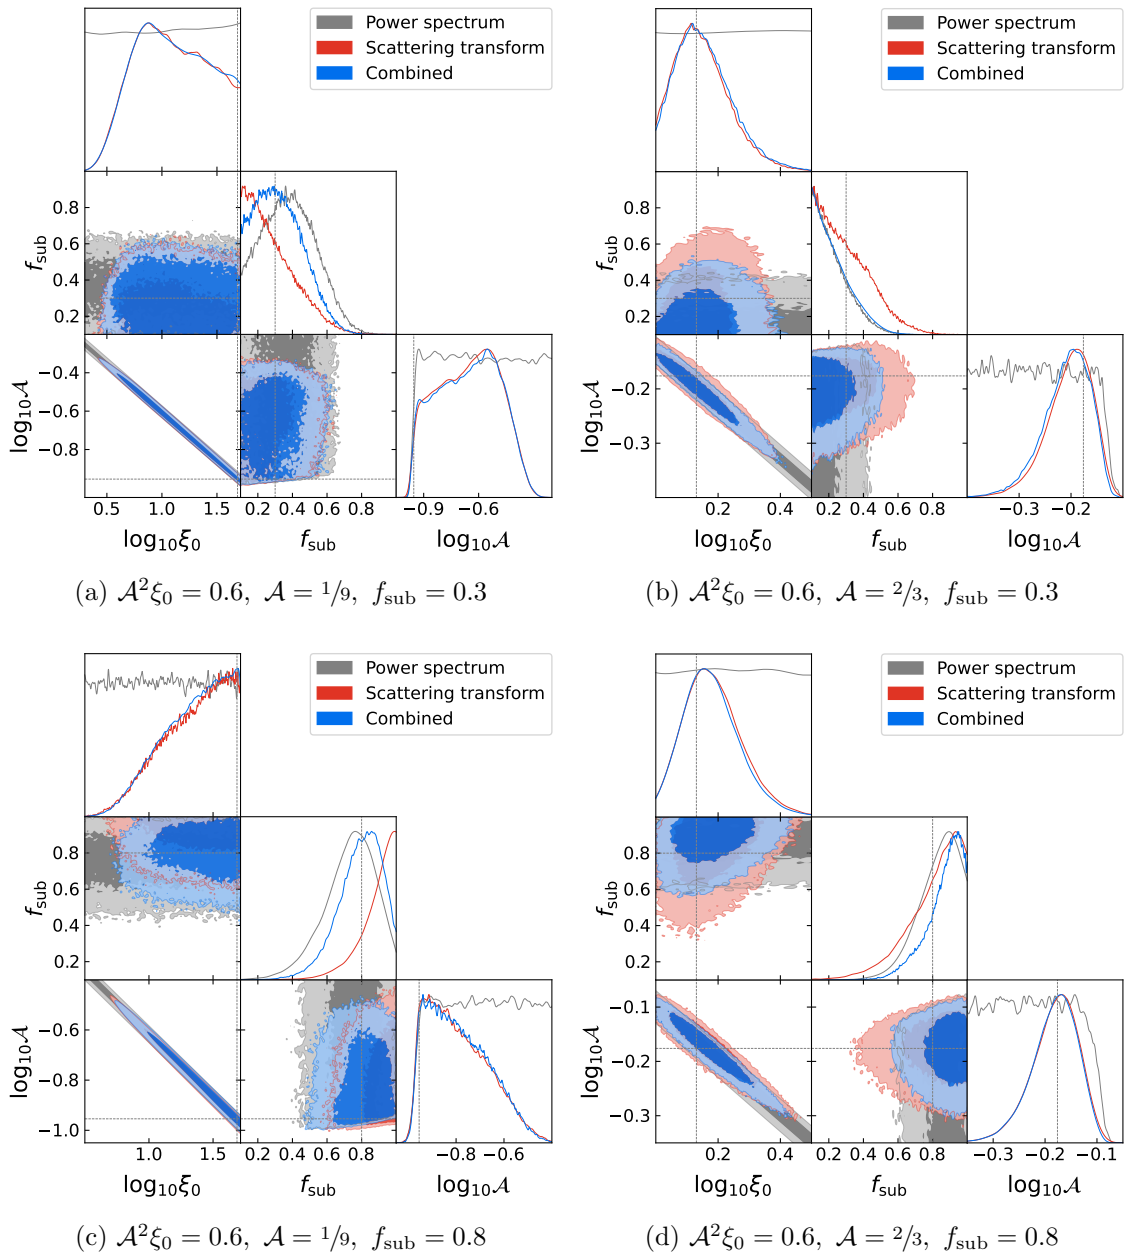 Power spectrum
Scattering transform
Combined
0.8
0.6
0.4
0.2
f_sub
−0.4
−0.6
−0.8
log₁₀𝒜
0.5 1.0 1.5
log₁₀ξ₀
0.2 0.4 0.6 0.8
f_sub
−0.9 −0.6
log₁₀𝒜
(a) 𝒜²ξ₀ = 0.6, 𝒜 = 1/9, f_sub = 0.3
Power spectrum
Scattering transform
Combined
0.8
0.6
0.4
0.2
f_sub
−0.2
−0.3
log₁₀𝒜
0.2 0.4
log₁₀ξ₀
0.2 0.4 0.6 0.8
f_sub
−0.3 −0.2
log₁₀𝒜
(b) 𝒜²ξ₀ = 0.6, 𝒜 = 2/3, f_sub = 0.3
Power spectrum
Scattering transform
Combined
0.8
0.6
0.4
0.2
f_sub
−0.6
−0.8
−1.0
log₁₀𝒜
1.0 1.5
log₁₀ξ₀
0.2 0.4 0.6 0.8
f_sub
−0.8 −0.6
log₁₀𝒜
(c) 𝒜²ξ₀ = 0.6, 𝒜 = 1/9, f_sub = 0.8
Power spectrum
Scattering transform
Combined
0.8
0.6
0.4
0.2
f_sub
−0.1
−0.2
−0.3
log₁₀𝒜
0.2 0.4
log₁₀ξ₀
0.2 0.4 0.6 0.8
f_sub
−0.3 −0.2 −0.1
log₁₀𝒜
(d) 𝒜²ξ₀ = 0.6, 𝒜 = 2/3, f_sub = 0.8